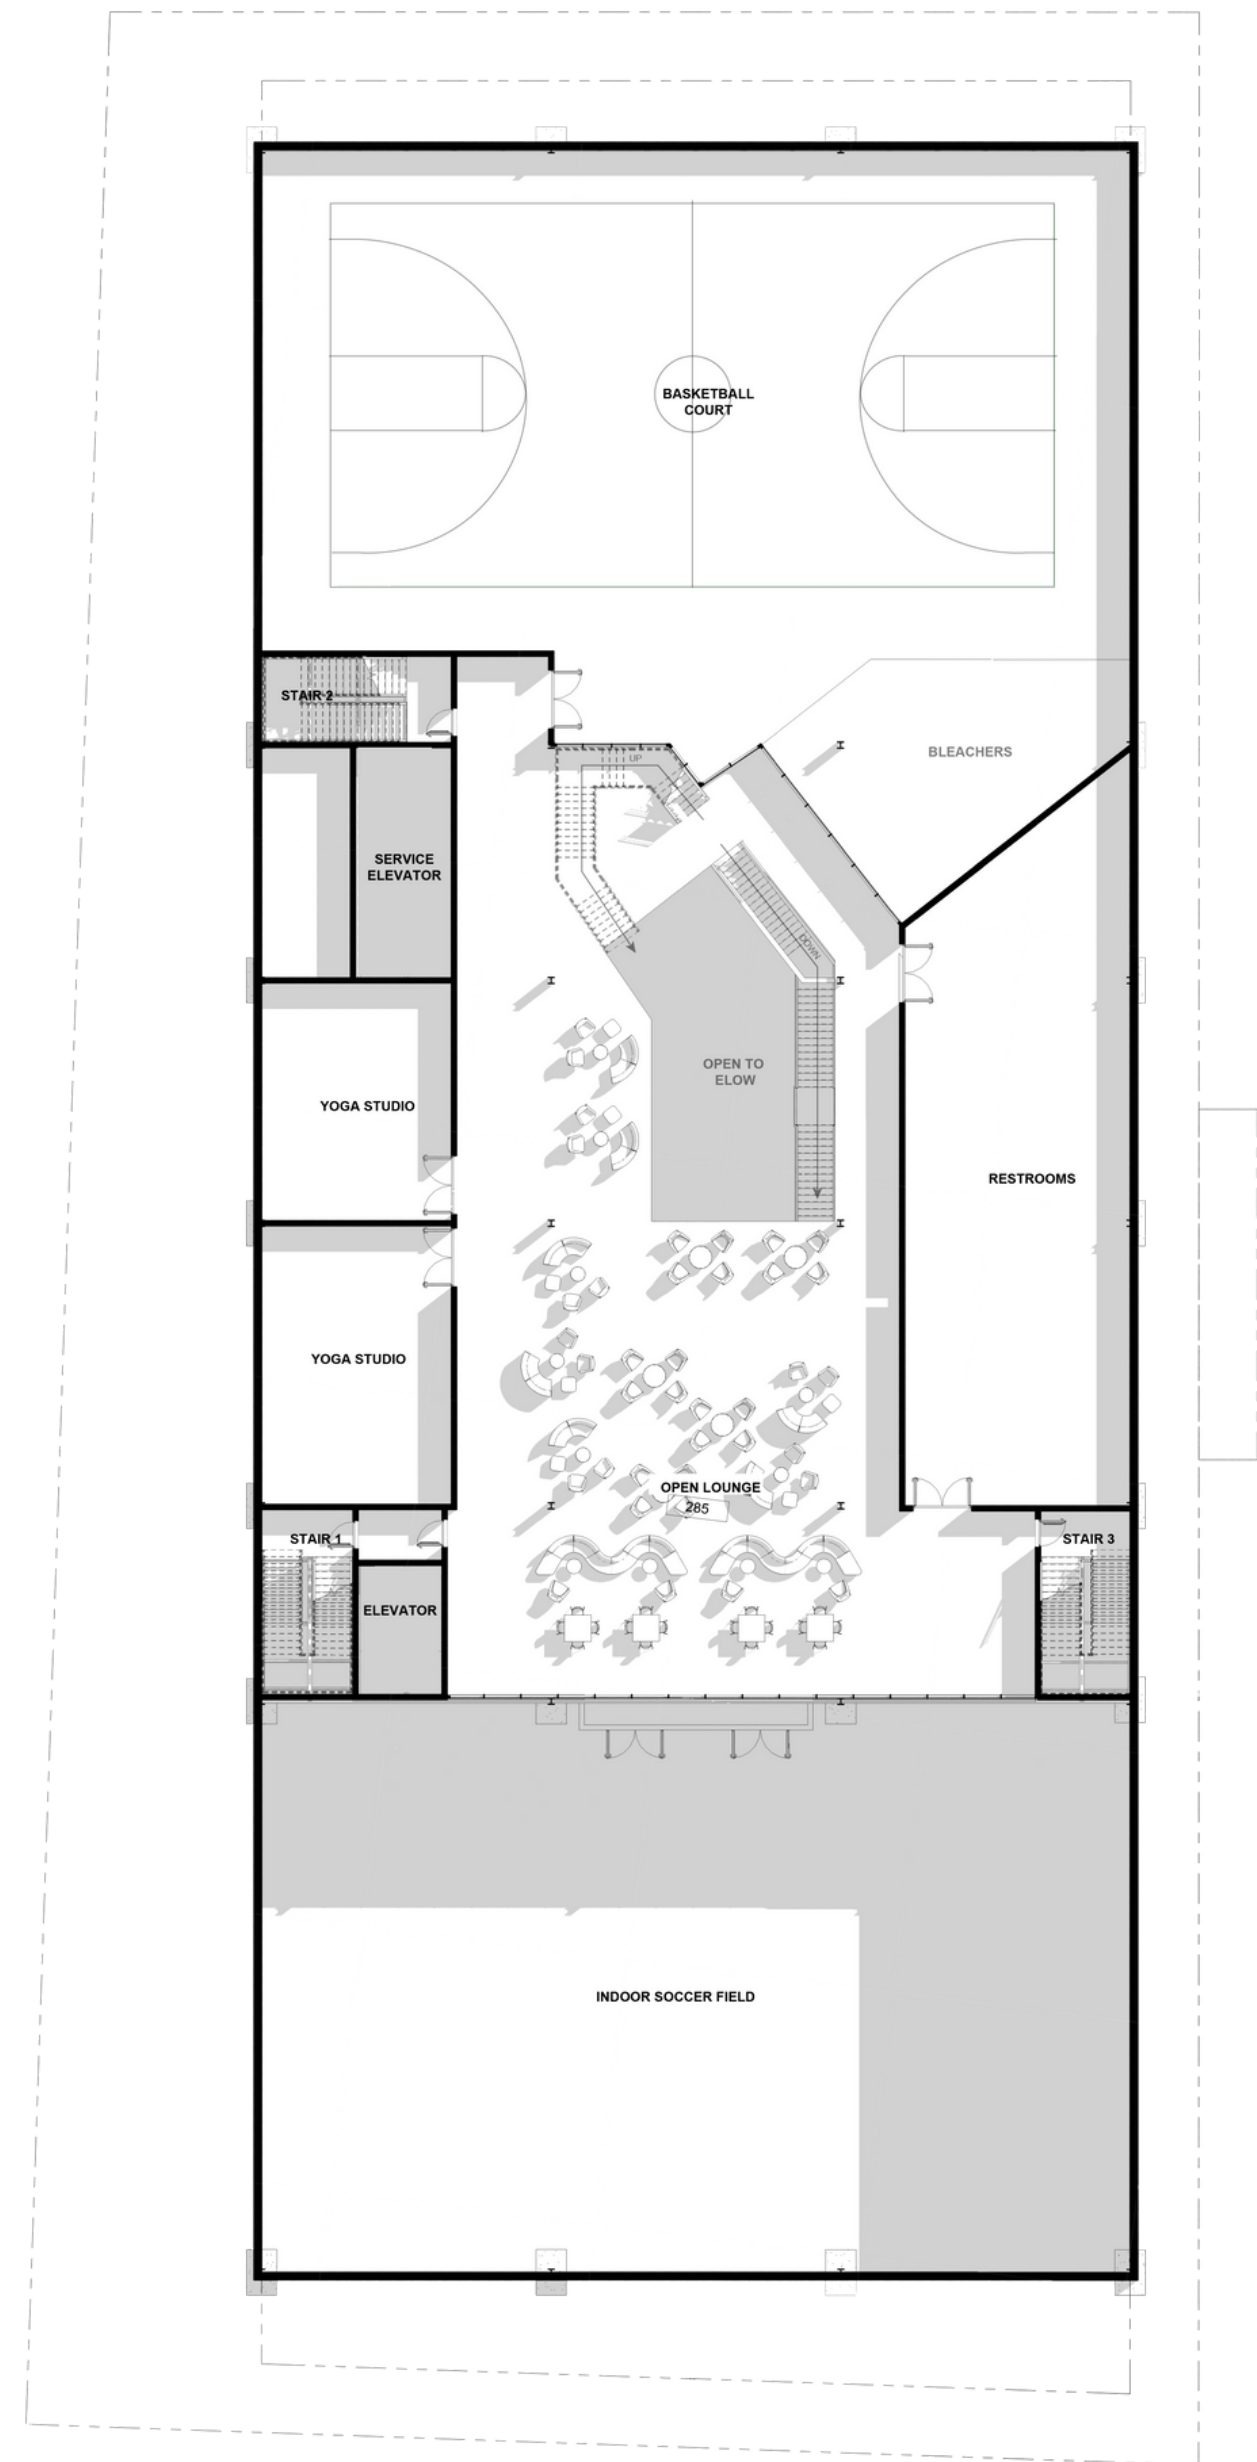 BASKETBALL
COURT
STAIR 2
UP
BLEACHERS
SERVICE
ELEVATOR
DOWN
OPEN TO
ELOW
YOGA STUDIO
RESTROOMS
YOGA STUDIO
OPEN LOUNGE
285
STAIR 1
STAIR 3
ELEVATOR
INDOOR SOCCER FIELD